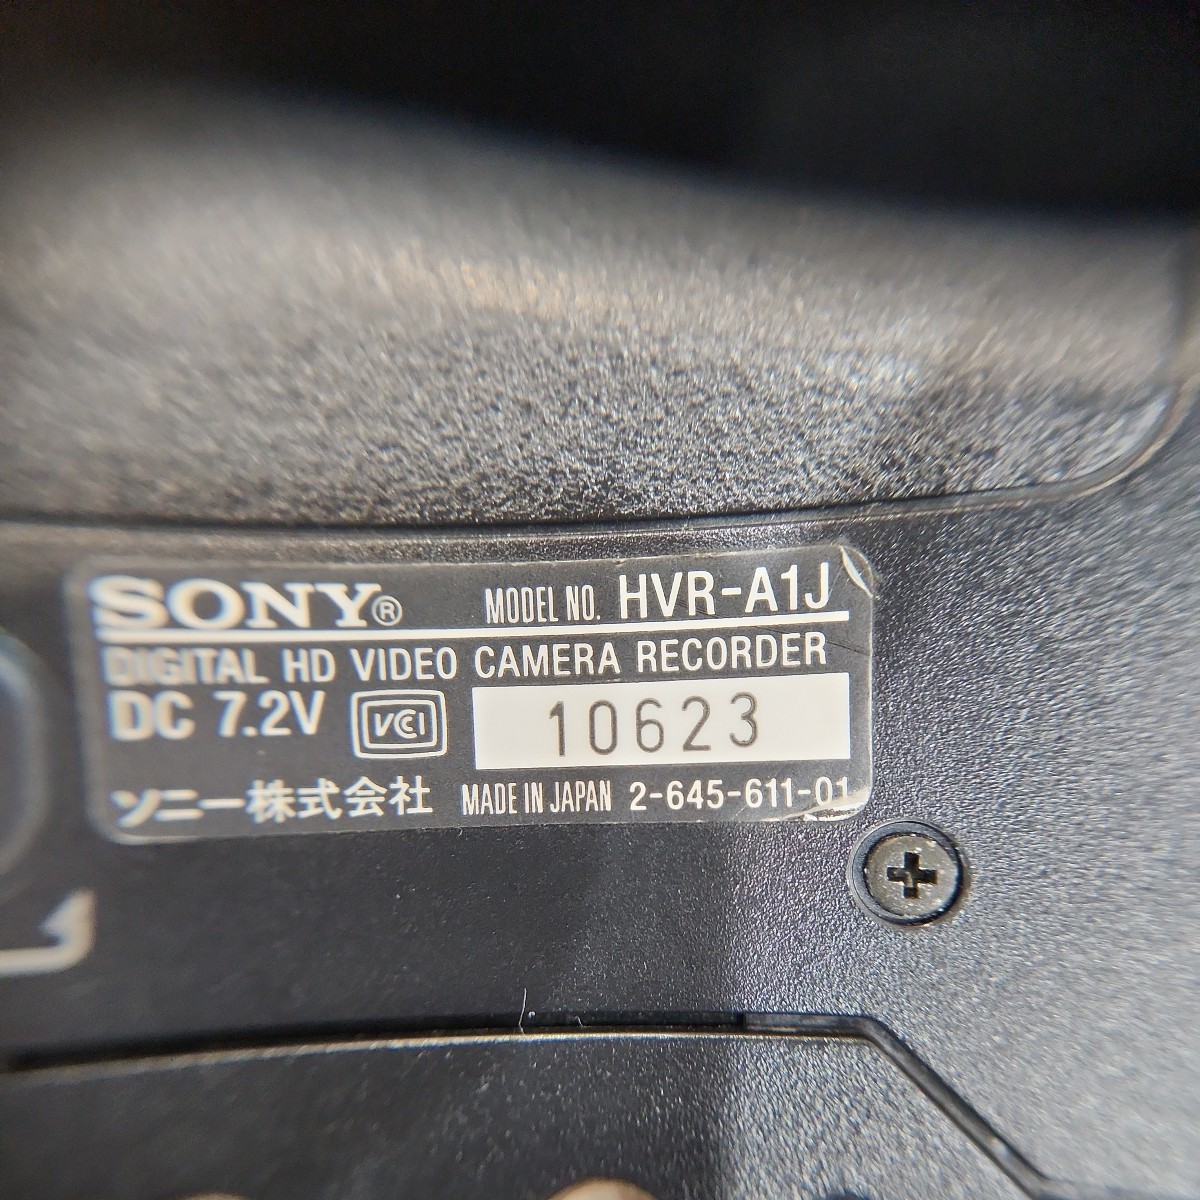 SONY® MODEL NO. HVR-A1J
DIGITAL HD VIDEO CAMERA RECORDER
DC 7.2V VCCI 10623
ソニー株式会社 MADE IN JAPAN 2-645-611-01